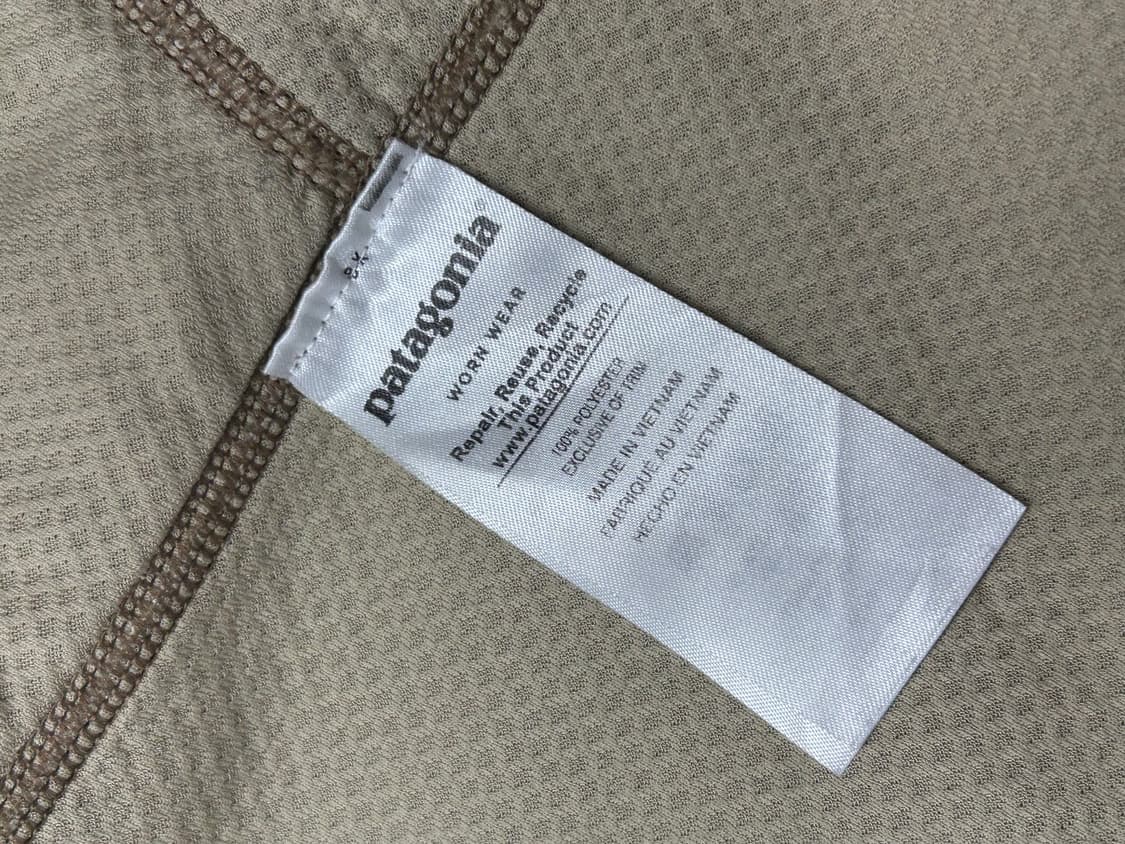 patagonia®
WORN WEAR
Repair, Reuse, Recycle
This Product
www.patagonia.com
100% POLYESTER
EXCLUSIVE OF TRIM
MADE IN VIETNAM
FABRIQUÉ AU VIETNAM
HECHO EN VIETNAM